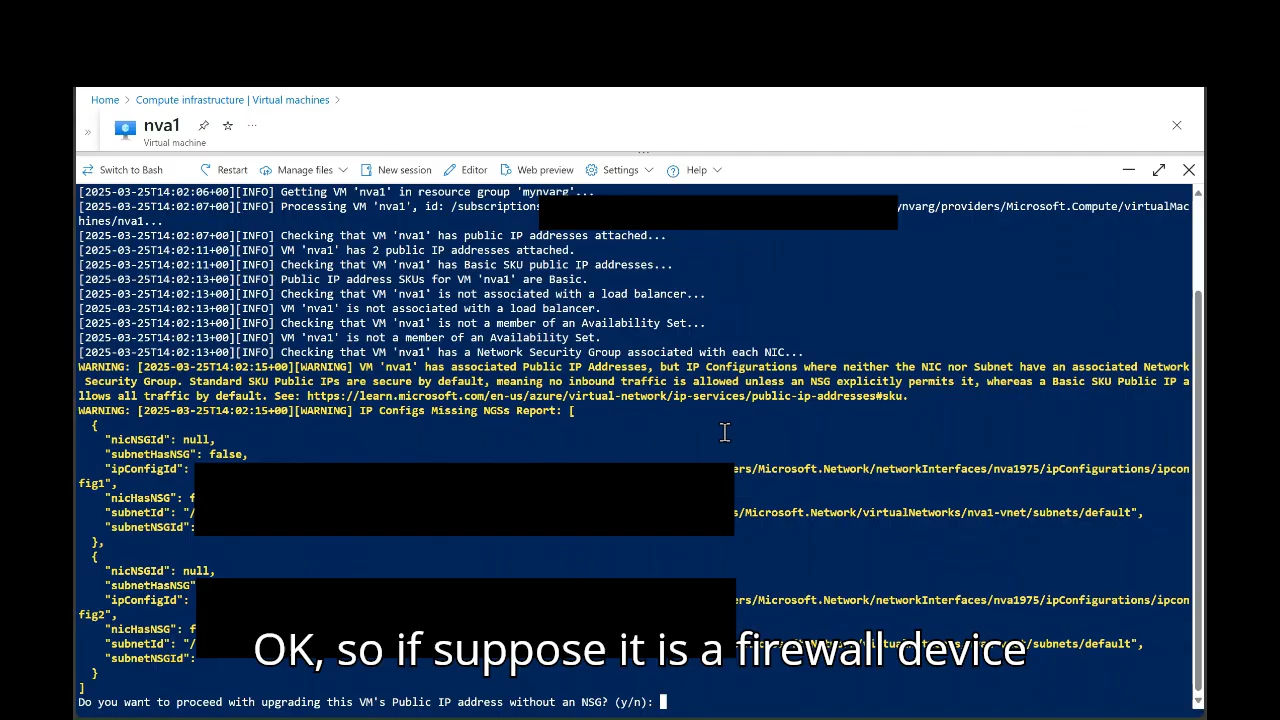 Home > Compute infrastructure | Virtual machines >
» nva1 ...
Virtual machine
Switch to Bash Restart Manage files New session Editor Web preview Settings Help
[2025-03-25T14:02:06+00][INFO] Getting VM 'nva1' in resource group 'mynvarg'...
[2025-03-25T14:02:07+00][INFO] Processing VM 'nva1', id: /subscriptions ynvarg/providers/Microsoft.Compute/virtualMac
hines/nva1...
[2025-03-25T14:02:07+00][INFO] Checking that VM 'nva1' has public IP addresses attached...
[2025-03-25T14:02:11+00][INFO] VM 'nva1' has 2 public IP addresses attached.
[2025-03-25T14:02:11+00][INFO] Checking that VM 'nva1' has Basic SKU public IP addresses...
[2025-03-25T14:02:13+00][INFO] Public IP address SKUs for VM 'nva1' are Basic.
[2025-03-25T14:02:13+00][INFO] Checking that VM 'nva1' is not associated with a load balancer...
[2025-03-25T14:02:13+00][INFO] VM 'nva1' is not associated with a load balancer.
[2025-03-25T14:02:13+00][INFO] Checking that VM 'nva1' is not a member of an Availability Set...
[2025-03-25T14:02:13+00][INFO] VM 'nva1' is not a member of an Availability Set.
[2025-03-25T14:02:13+00][INFO] Checking that VM 'nva1' has a Network Security Group associated with each NIC...
WARNING: [2025-03-25T14:02:15+00][WARNING] VM 'nva1' has associated Public IP Addresses, but IP Configurations where neither the NIC nor Subnet have an associated Network
Security Group. Standard SKU Public IPs are secure by default, meaning no inbound traffic is allowed unless an NSG explicitly permits it, whereas a Basic SKU Public IP a
llows all traffic by default. See: https://learn.microsoft.com/en-us/azure/virtual-network/ip-services/public-ip-addresses#sku.
WARNING: [2025-03-25T14:02:15+00][WARNING] IP Configs Missing NGSs Report: [
{
"nicNSGId": null,
"subnetHasNSG": false,
"ipConfigId": ers/Microsoft.Network/networkInterfaces/nva1975/ipConfigurations/ipcon
fig1",
"nicHasNSG": f
"subnetId": "/ s/Microsoft.Network/virtualNetworks/nva1-vnet/subnets/default",
"subnetNSGId":
},
{
"nicNSGId": null,
"subnetHasNSG"
"ipConfigId": ers/Microsoft.Network/networkInterfaces/nva1975/ipConfigurations/ipcon
fig2",
"nicHasNSG": f
"subnetId": "/
"subnetNSGId":
}
]
OK, so if suppose it is a firewall device
Do you want to proceed with upgrading this VM's Public IP address without an NSG? (y/n):